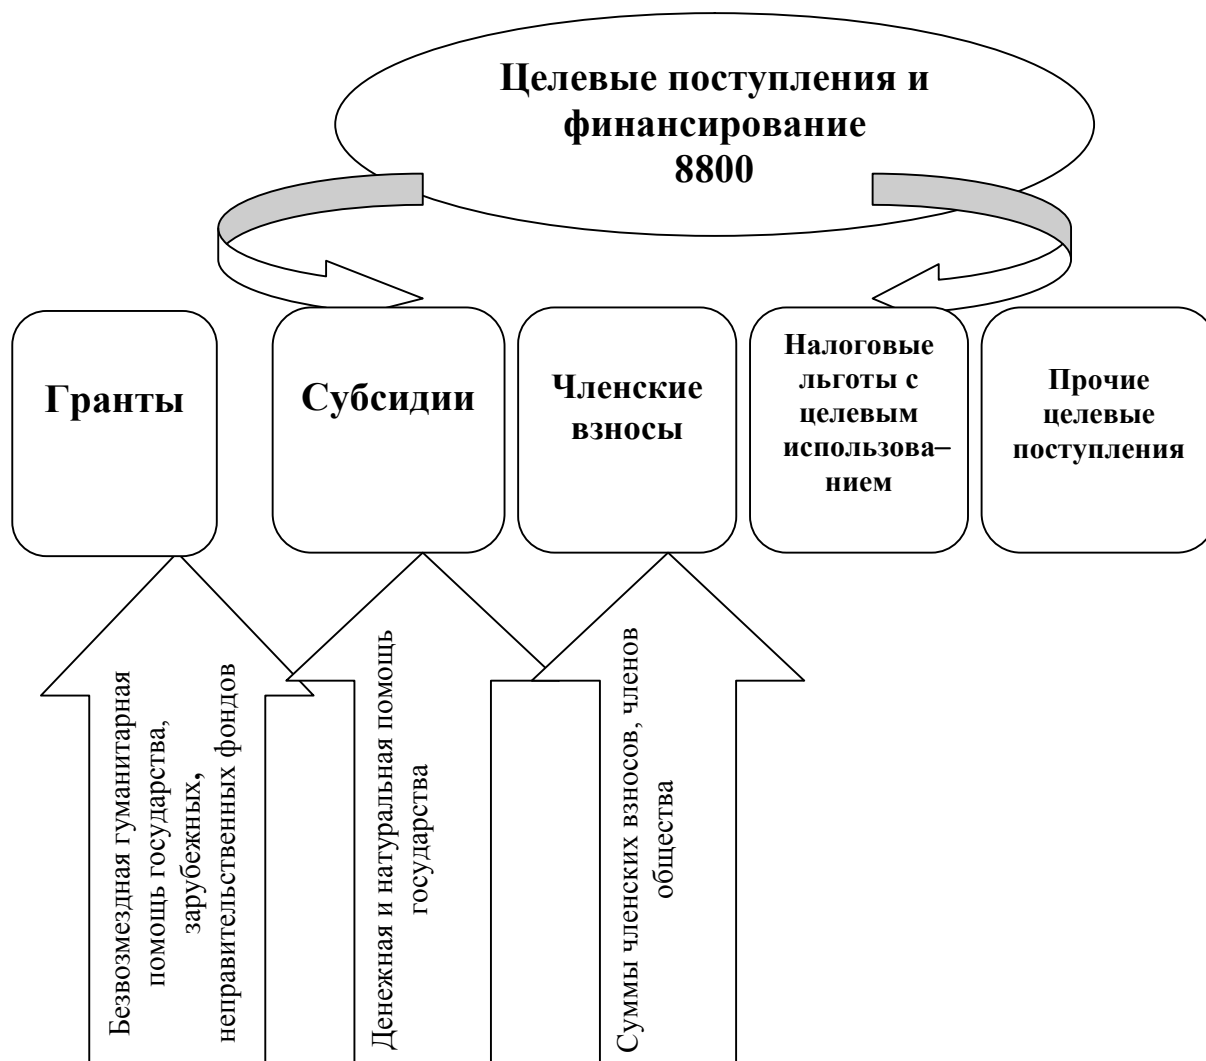 Целевые поступления и
финансирование
8800
Гранты
Субсидии
Членские
взносы
Налоговые
льготы с
целевым
использова–
нием
Прочие
целевые
поступления
Безвозмездная гуманитарная
помощь государства,
зарубежных,
неправительственных фондов
Денежная и натуральная помощь
государства
Суммы членских взносов, членов
общества